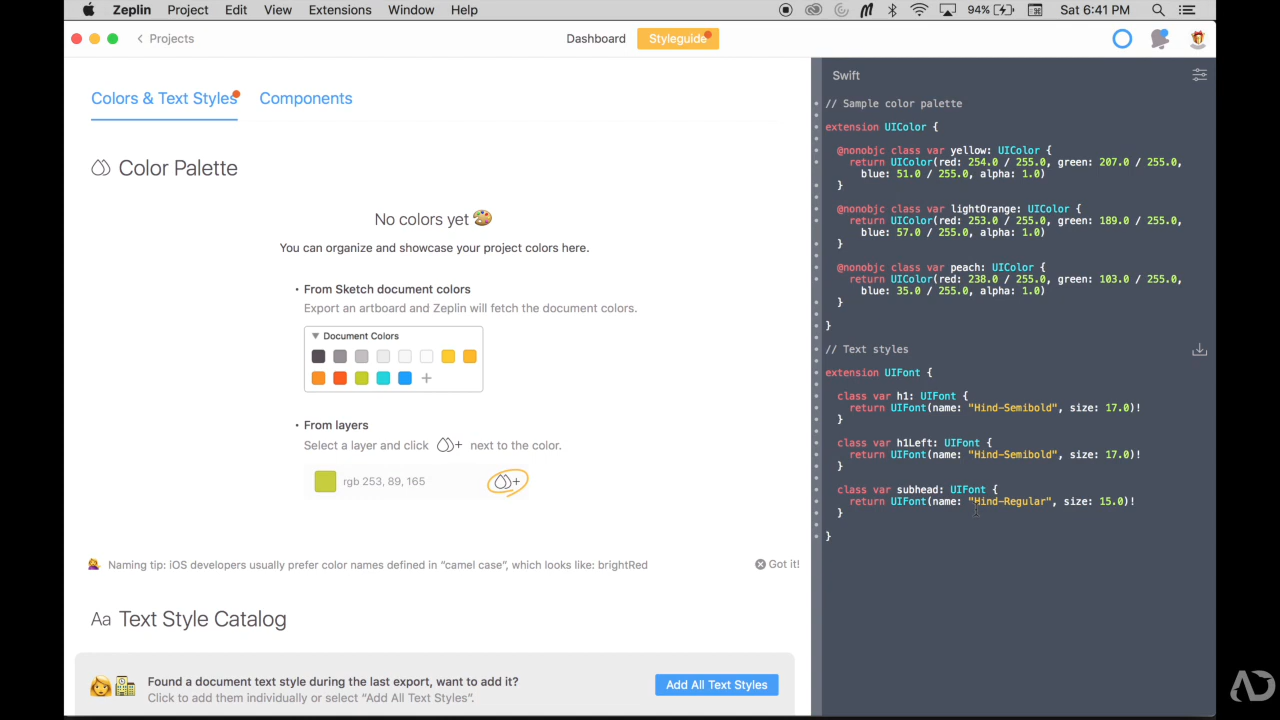 Zeplin Project Edit View Extensions Window Help 94% Sat 6:41 PM
Projects Dashboard Styleguide
Colors & Text Styles Components
Color Palette
No colors yet
You can organize and showcase your project colors here.
• From Sketch document colors
Export an artboard and Zeplin will fetch the document colors.
Document Colors
• From layers
Select a layer and click + next to the color.
rgb 253, 89, 165
Naming tip: iOS developers usually prefer color names defined in “camel case”, which looks like: brightRed Got it!
Aa Text Style Catalog
Found a document text style during the last export, want to add it?
Click to add them individually or select “Add All Text Styles”.
Add All Text Styles
Swift
// Sample color palette
extension UIColor {
@nonobjc class var yellow: UIColor {
return UIColor(red: 254.0 / 255.0, green: 207.0 / 255.0,
blue: 51.0 / 255.0, alpha: 1.0)
}
@nonobjc class var lightOrange: UIColor {
return UIColor(red: 253.0 / 255.0, green: 189.0 / 255.0,
blue: 57.0 / 255.0, alpha: 1.0)
}
@nonobjc class var peach: UIColor {
return UIColor(red: 238.0 / 255.0, green: 103.0 / 255.0,
blue: 35.0 / 255.0, alpha: 1.0)
}
}
// Text styles
extension UIFont {
class var h1: UIFont {
return UIFont(name: "Hind-Semibold", size: 17.0)!
}
class var h1Left: UIFont {
return UIFont(name: "Hind-Semibold", size: 17.0)!
}
class var subhead: UIFont {
return UIFont(name: "Hind-Regular", size: 15.0)!
}
}